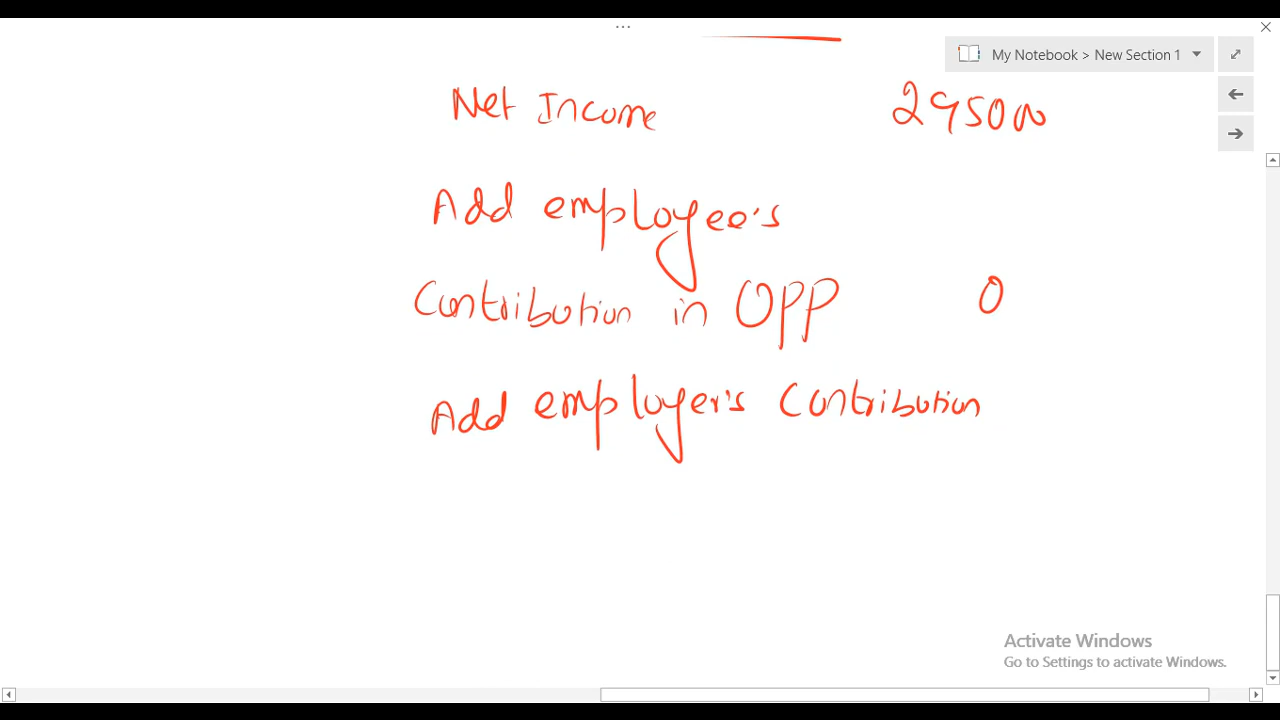 My Notebook > New Section 1
Net Income 295000
Add employee's
Contribution in OPP 0
Add employer's Contribution
Activate Windows
Go to Settings to activate Windows.